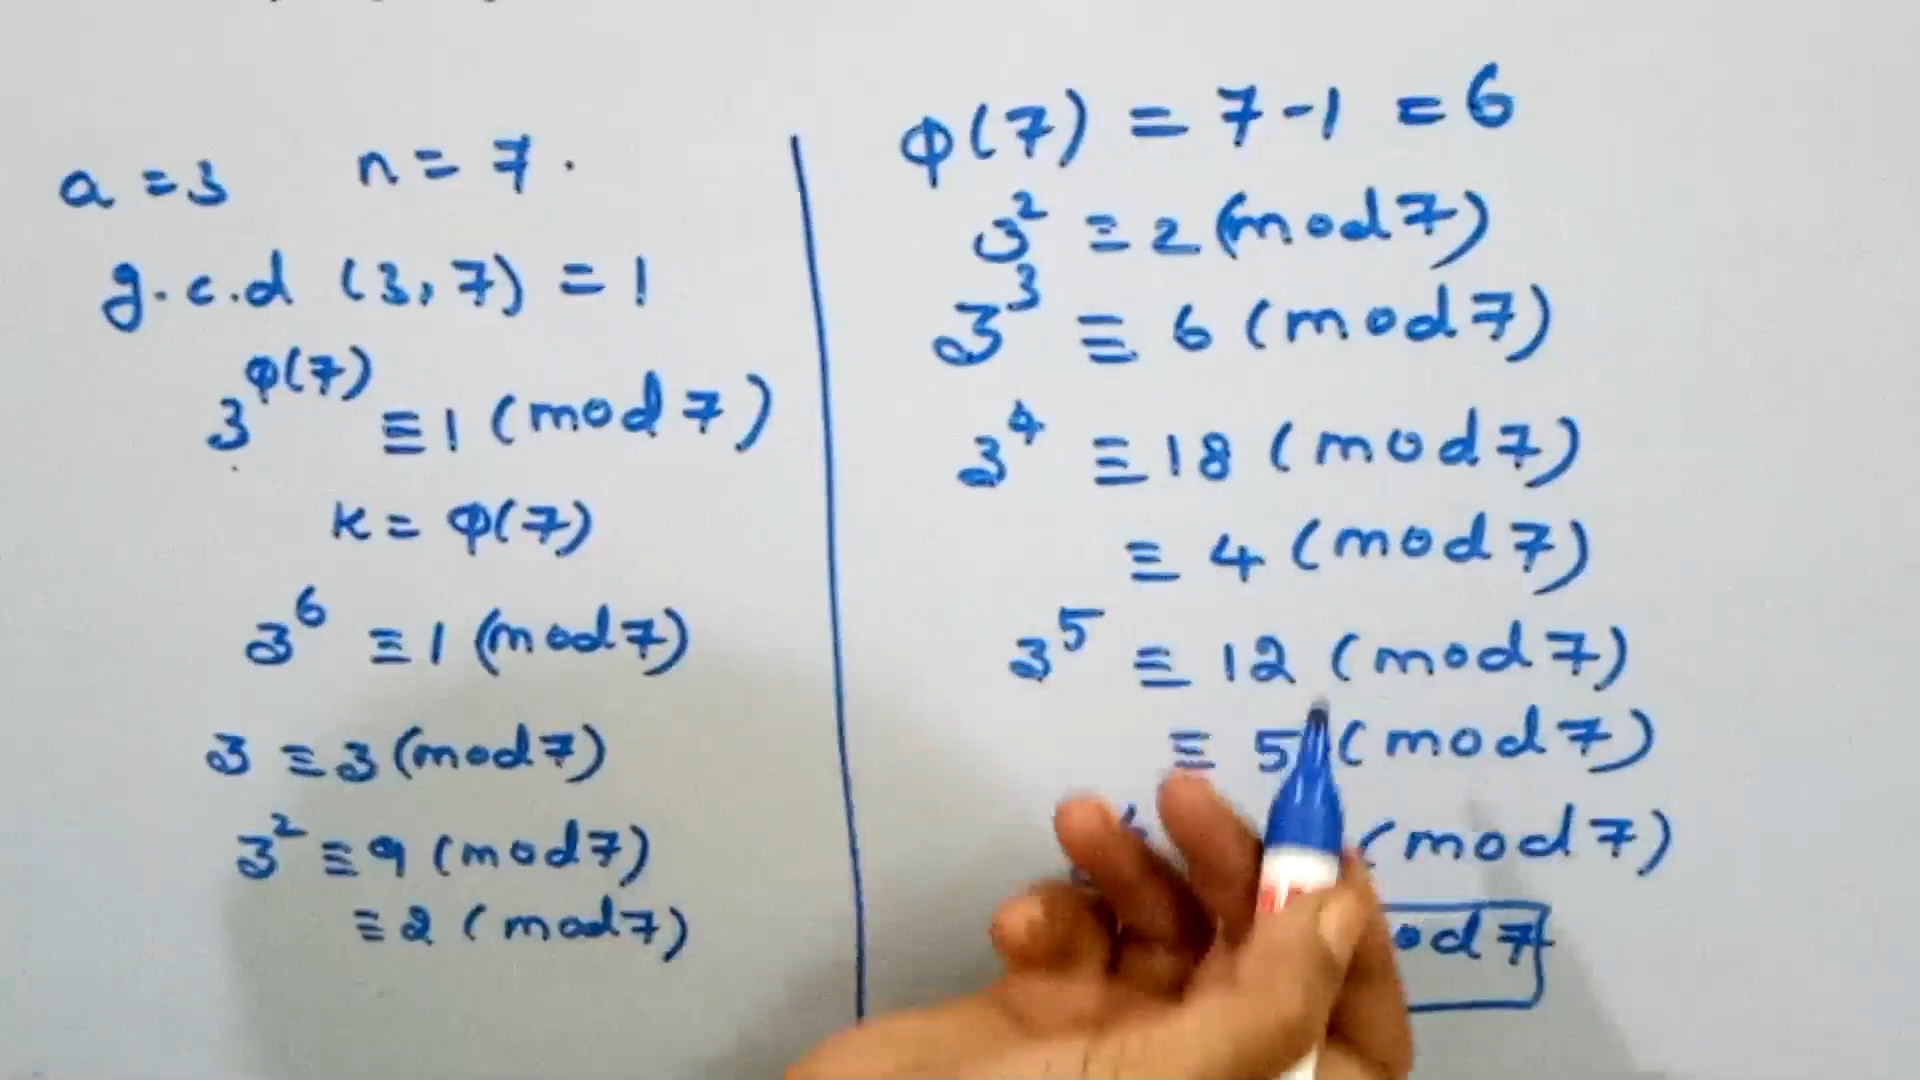 a = 3 n = 7.
g.c.d (3, 7) = 1
3^φ(7) ≡ 1 (mod 7)
k = φ(7)
3^6 ≡ 1 (mod 7)
3 ≡ 3 (mod 7)
3^2 ≡ 9 (mod 7)
≡ 2 (mod 7)
φ(7) = 7-1 = 6
3^2 ≡ 2 (mod 7)
3^3 ≡ 6 (mod 7)
3^4 ≡ 18 (mod 7)
≡ 4 (mod 7)
3^5 ≡ 12 (mod 7)
≡ 5 (mod 7)
(mod 7)
od 7